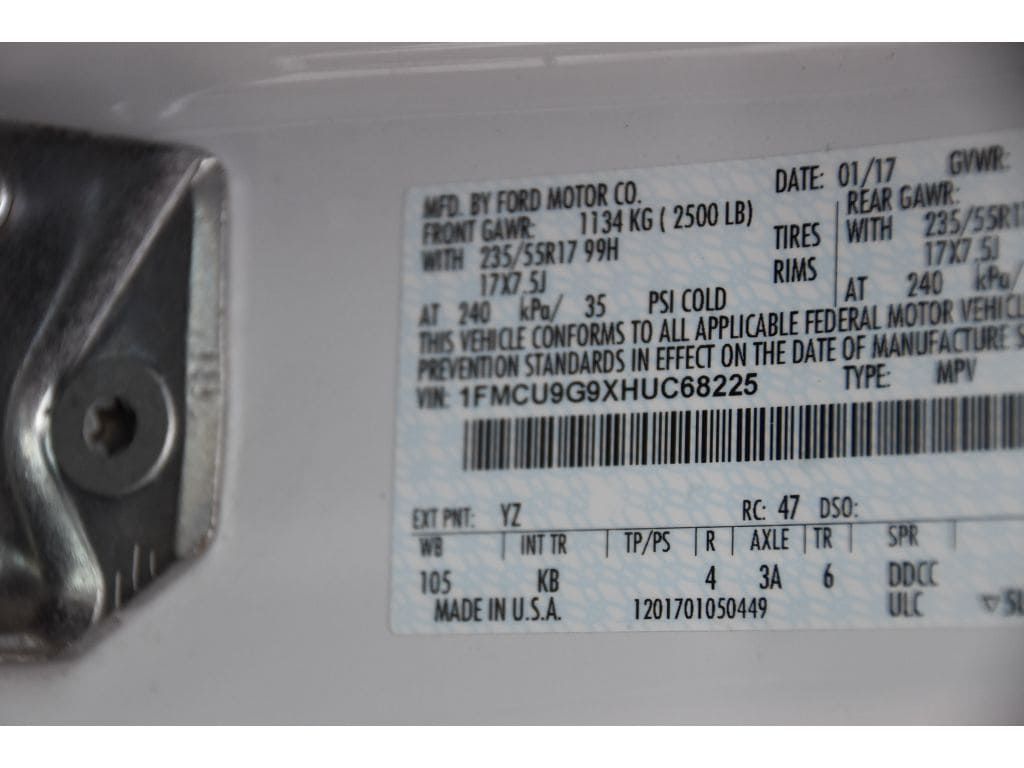 MFD. BY FORD MOTOR CO. DATE: 01/17 GVWR:
FRONT GAWR: 1134 KG ( 2500 LB) REAR GAWR:
WITH 235/55R17 99H TIRES WITH 235/55R17
17X7.5J RIMS 17X7.5J
AT 240 kPa/ 35 PSI COLD AT 240 kPa/
THIS VEHICLE CONFORMS TO ALL APPLICABLE FEDERAL MOTOR VEHICL
PREVENTION STANDARDS IN EFFECT ON THE DATE OF MANUFACTURE S
VIN: 1FMCU9G9XHUC68225 TYPE: MPV
EXT PNT: YZ RC: 47 DSO:
WB INT TR TP/PS R AXLE TR SPR
105 KB 4 3A 6 DDCC
MADE IN U.S.A. 1201701050449 ULC